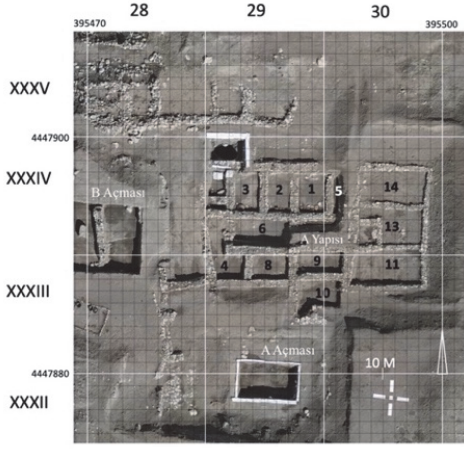 28 29 30
395470 395500
XXXV
4447900
XXXIV
3 2 1 5 14
B Açması
6 A Yapısı 13
4 8 9 11
XXXIII
10
A Açması
10 M
4447880
XXXII